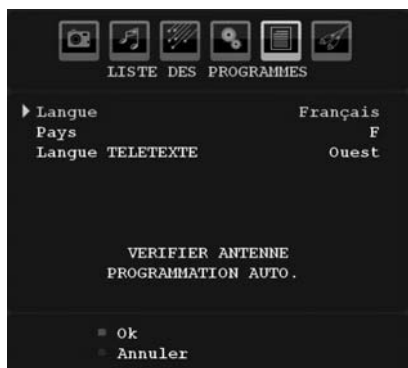 LISTE DES PROGRAMMES
Langue Français
Pays F
Langue TELETEXTE Ouest
VERIFIER ANTENNE
PROGRAMMATION AUTO.
Ok
Annuler